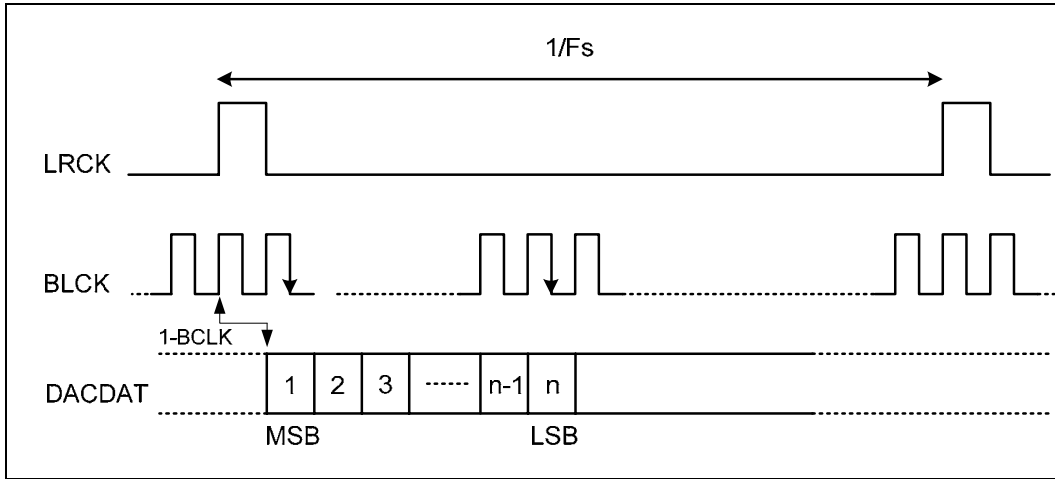 1/Fs
LRCK
BLCK
1-BCLK
DACDAT
1 2 3 ...... n-1 n
MSB LSB